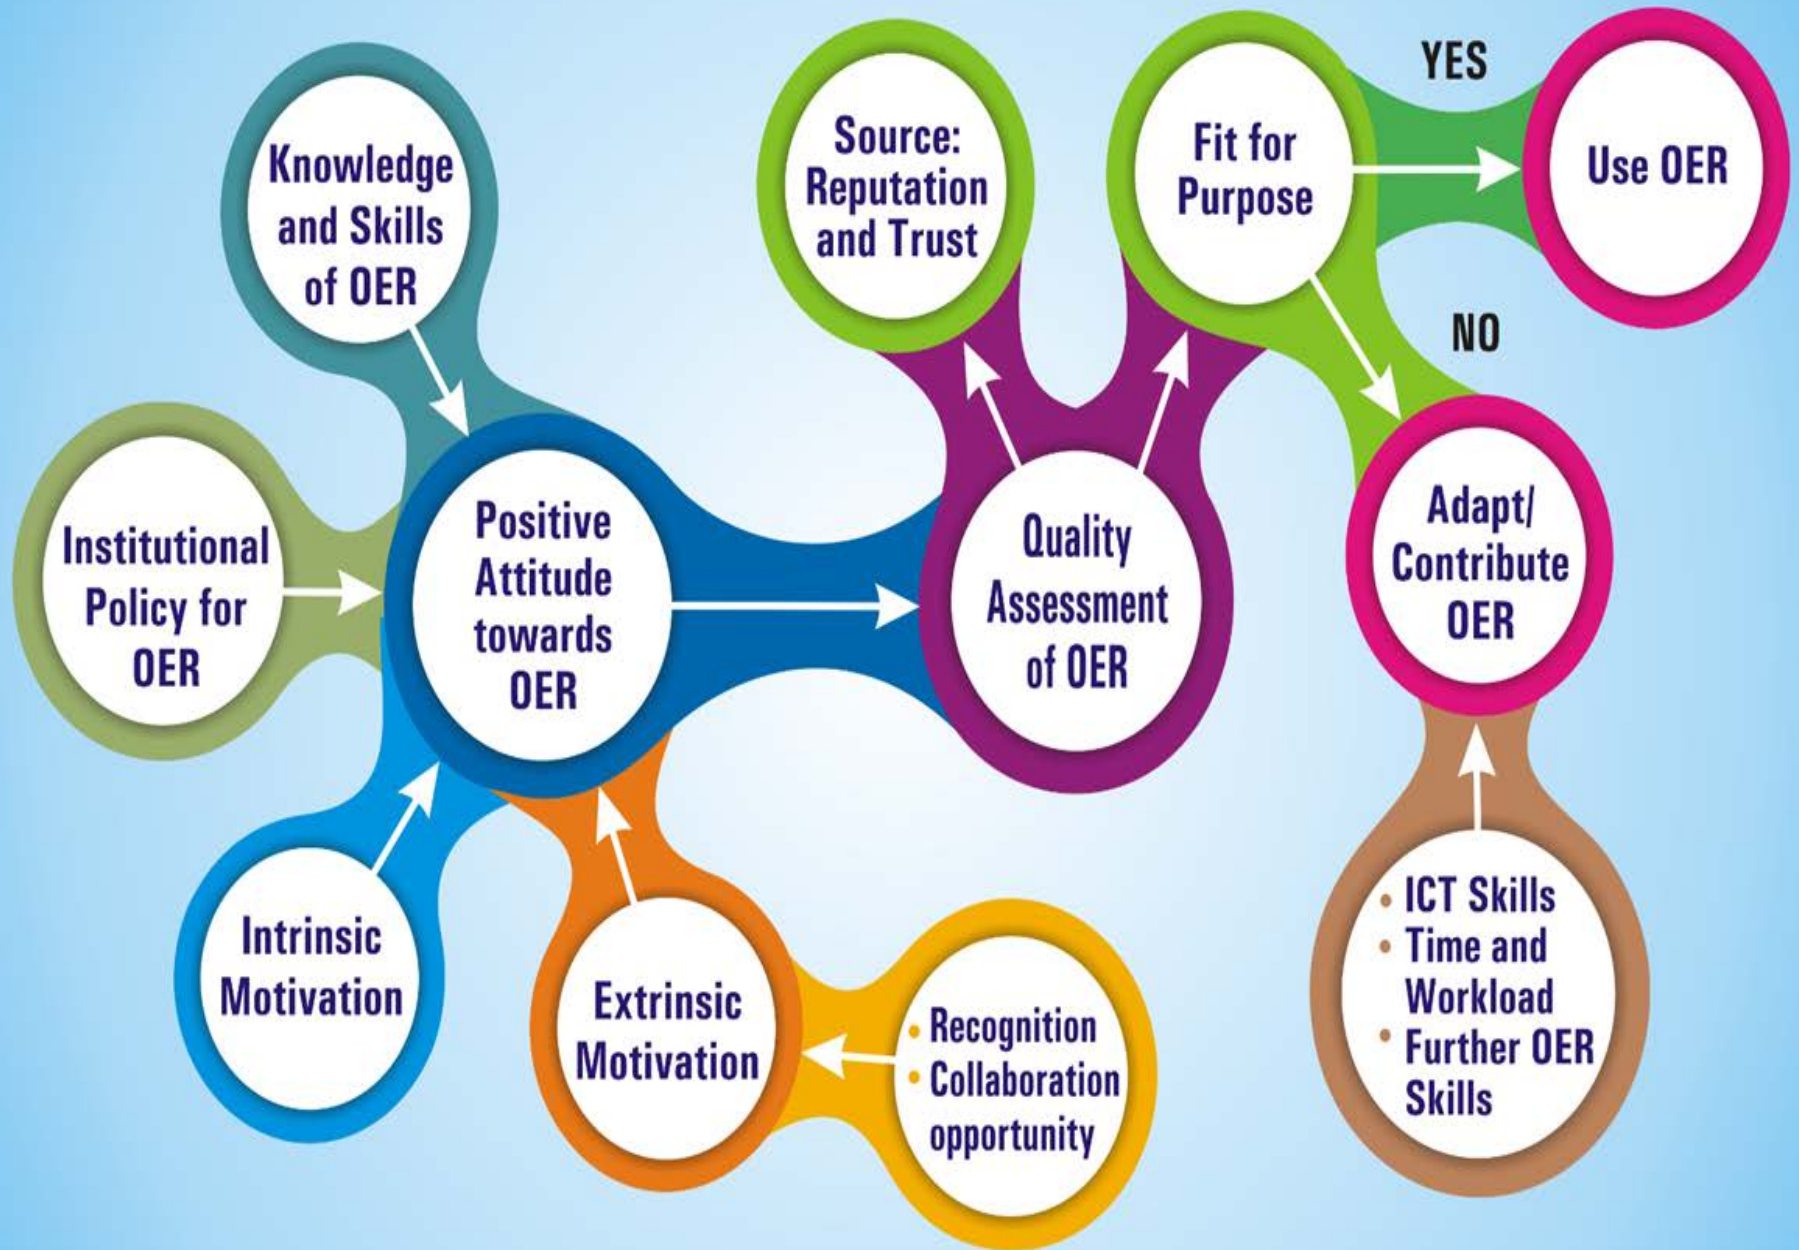 Knowledge
and Skills
of OER
Institutional
Policy for
OER
Positive
Attitude
towards
OER
Intrinsic
Motivation
Extrinsic
Motivation
• Recognition
• Collaboration
opportunity
Source:
Reputation
and Trust
Quality
Assessment
of OER
Fit for
Purpose
YES
Use OER
NO
Adapt/
Contribute
OER
• ICT Skills
• Time and
Workload
• Further OER
Skills